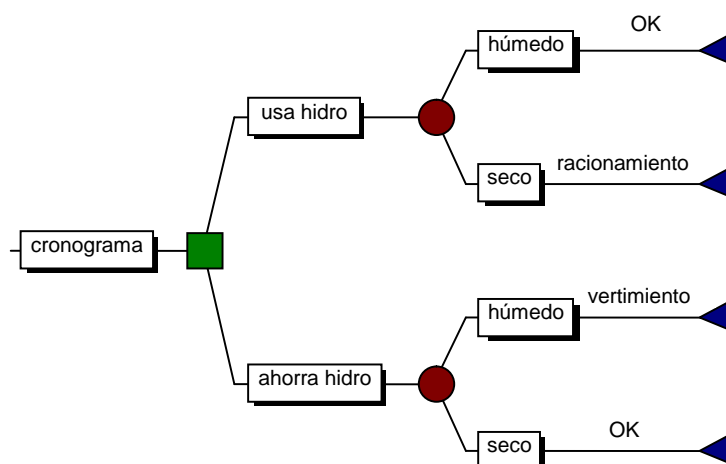 húmedo
OK
usa hidro
seco
racionamiento
cronograma
húmedo
vertimiento
ahorra hidro
seco
OK